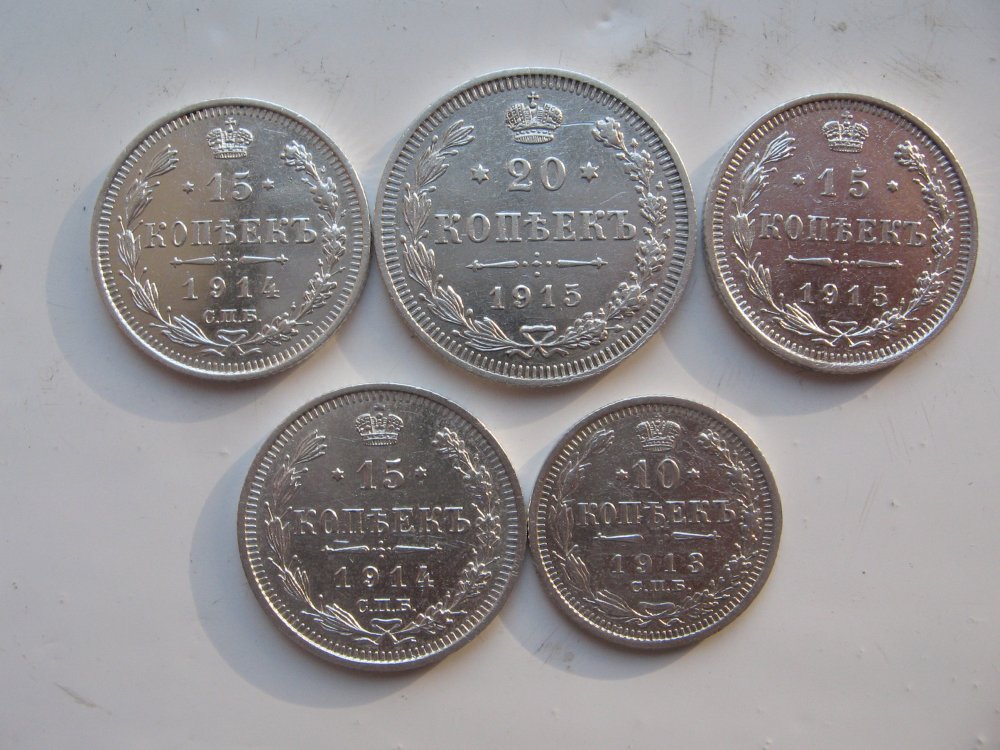 * 15 *
КОПѢЕКЪ
1914
С.П.Б.
* 20 *
КОПѢЕКЪ
1915
* 15 *
КОПѢЕКЪ
1915
* 15 *
КОПѢЕКЪ
1914
С.П.Б.
* 10 *
КОПѢЕКЪ
1913
С.П.Б.